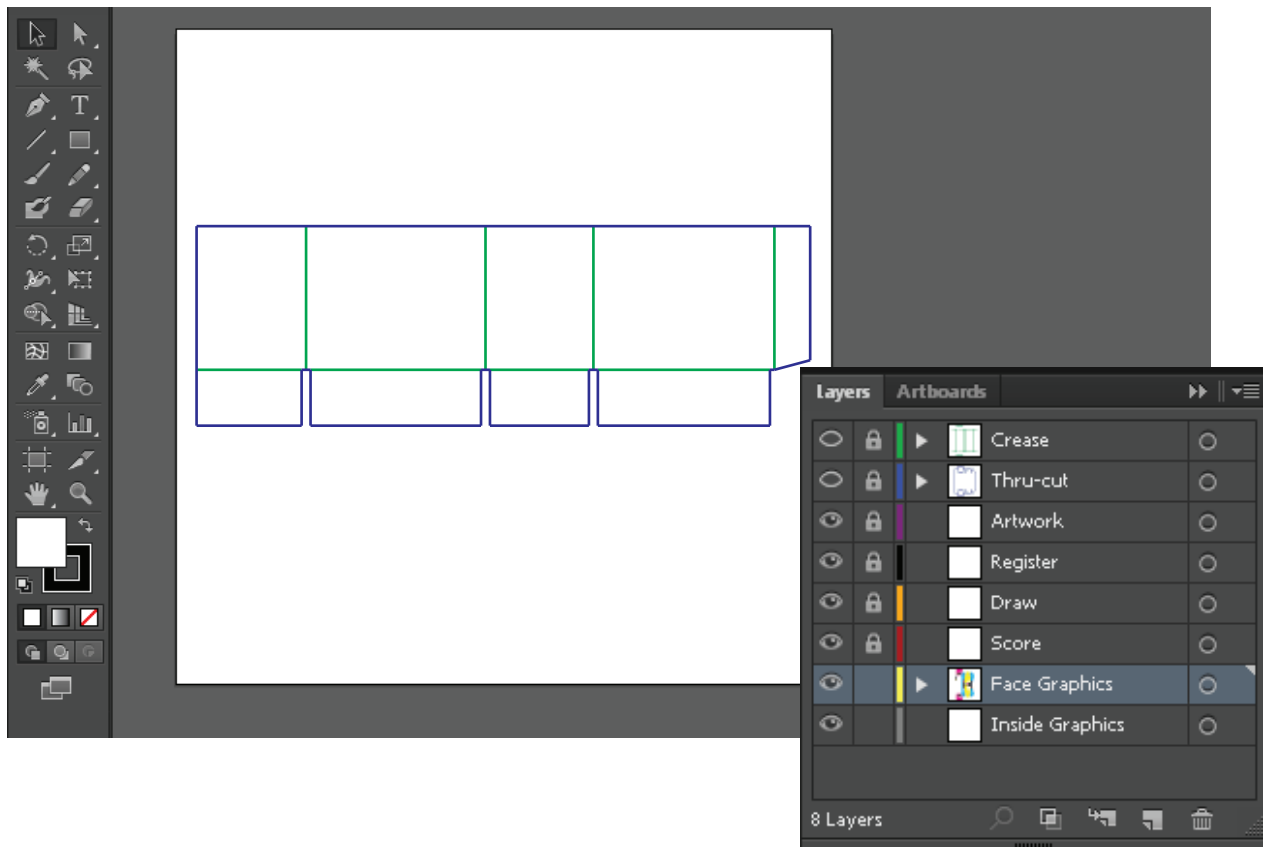 T
Layers Artboards
Crease
Thru-cut
Artwork
Register
Draw
Score
Face Graphics
Inside Graphics
8 Layers